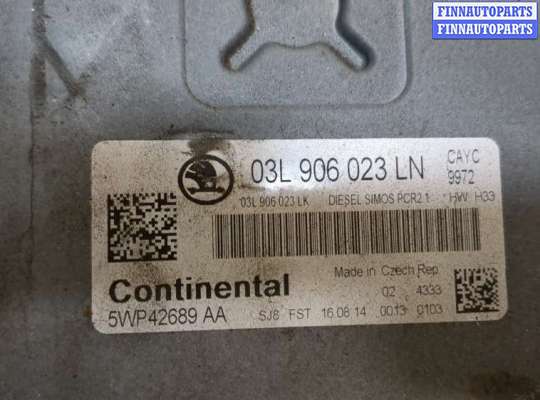 FINNAUTOPARTS
FINNAUTOPARTS
03L 906 023 LN CAYC
9972
03L 906 023 LK DIESEL SIMOS PCR2.1 HW H33
Made in Czech Rep
Continental 02 4333
5WP42689 AA SJ8 FST 16.08.14 0013 0103